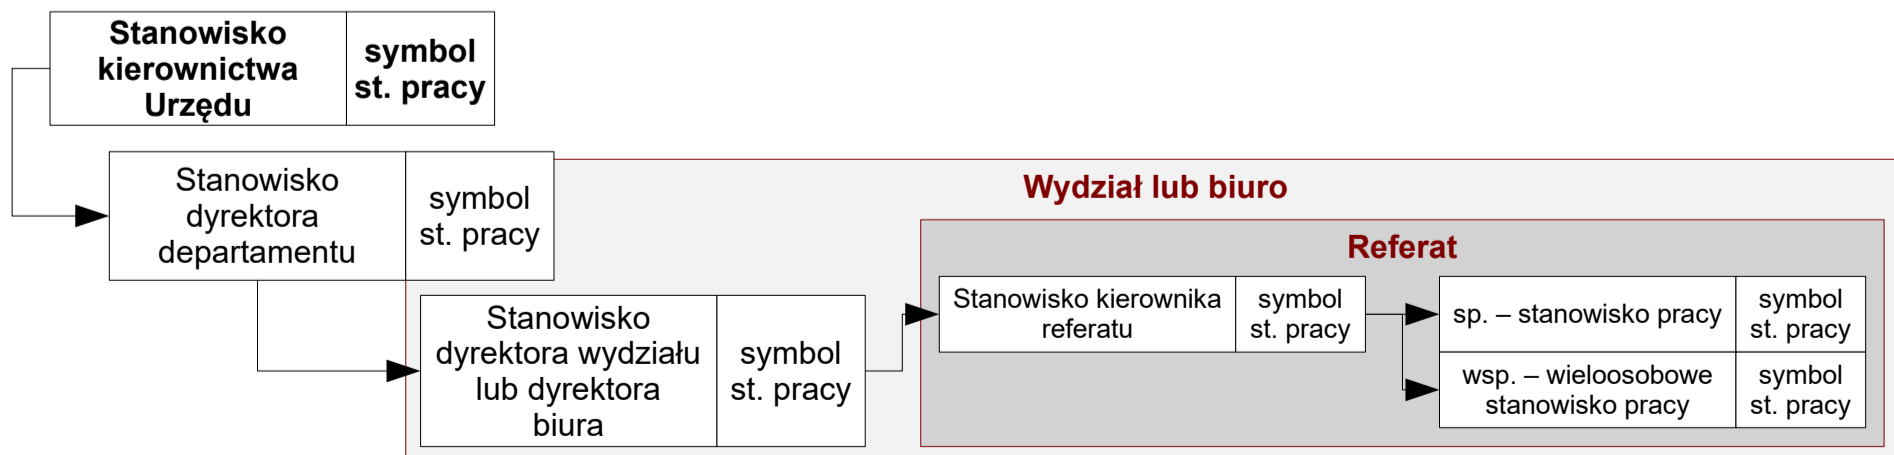 Stanowisko
kierownictwa
Urzędu
symbol
st. pracy
Stanowisko
dyrektora
departamentu
symbol
st. pracy
Wydział lub biuro
Referat
Stanowisko
dyrektora wydziału
lub dyrektora
biura
symbol
st. pracy
Stanowisko kierownika
referatu
symbol
st. pracy
sp. – stanowisko pracy
symbol
st. pracy
wsp. – wieloosobowe
stanowisko pracy
symbol
st. pracy